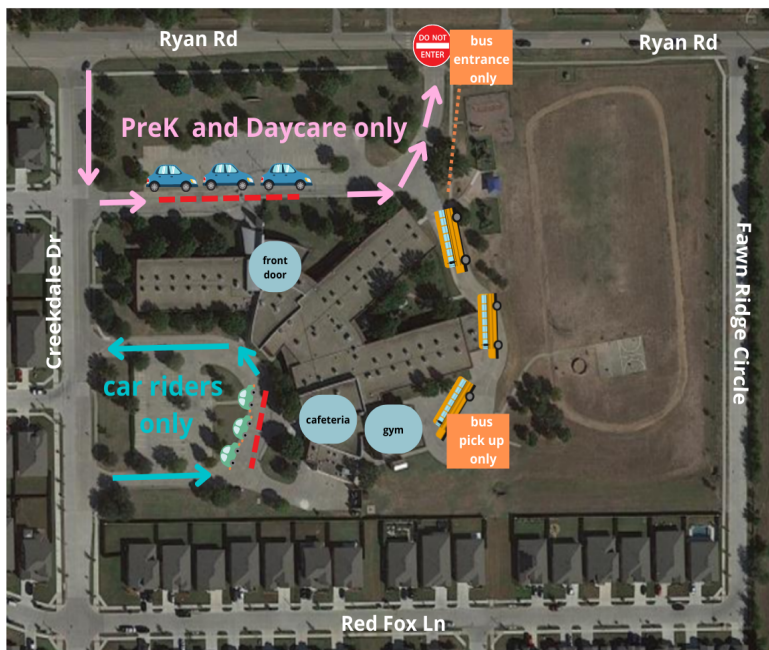 Ryan Rd
DO NOT
ENTER
bus
entrance
only
Ryan Rd
PreK and Daycare only
Creekdale Dr
front
door
Fawn Ridge Circle
car riders
only
cafeteria
gym
bus
pick up
only
Red Fox Ln